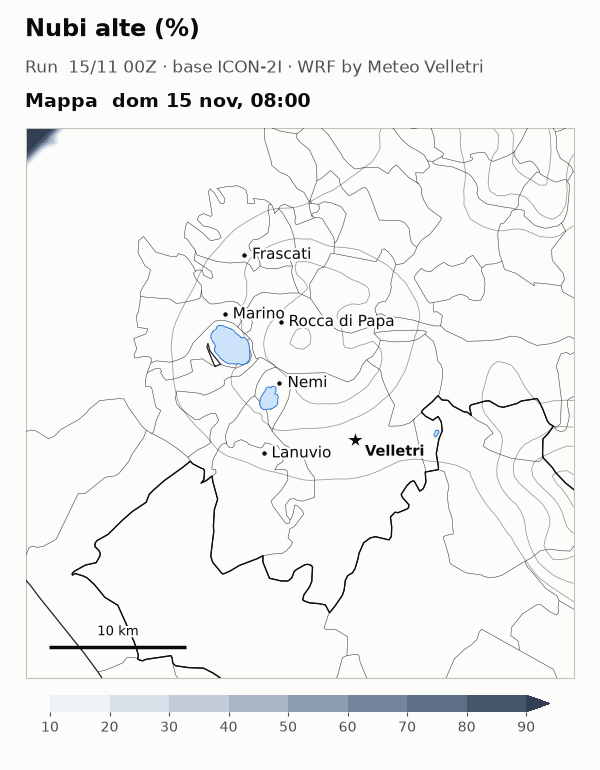 Nubi alte (%)
Run  15/11 00Z · base ICON-2I · WRF by Meteo Velletri
Mappa  dom 15 nov, 08:00
Frascati
Marino
Rocca di Papa
Nemi
Velletri
Lanuvio
10 km
10 20 30 40 50 60 70 80 90